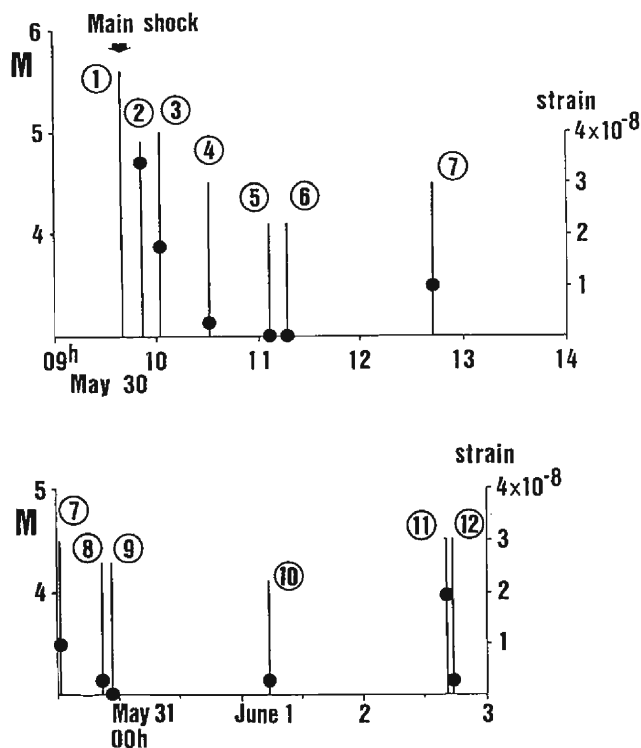 Main shock
6
M
① ② ③ ④ ⑤ ⑥ ⑦
strain
5
4×10⁻⁸
3
4
2
1
09ʰ 10 11 12 13 14
May 30
strain
5
4×10⁻⁸
M
⑦ ⑧ ⑨ ⑩ ⑪ ⑫
3
4
2
1
May 31 June 1 2 3
00h